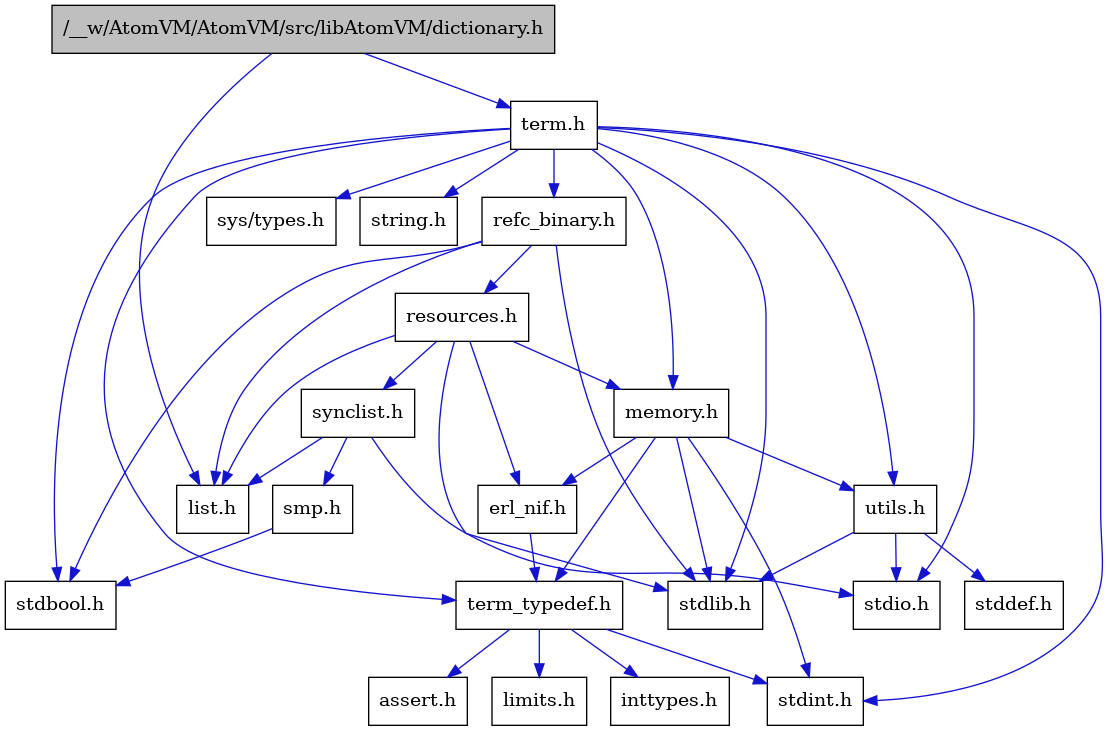 /__w/AtomVM/AtomVM/src/libAtomVM/dictionary.h
term.h
sys/types.h
string.h
refc_binary.h
resources.h
synclist.h
memory.h
list.h
smp.h
erl_nif.h
utils.h
stdbool.h
term_typedef.h
stdlib.h
stdio.h
stddef.h
assert.h
limits.h
inttypes.h
stdint.h